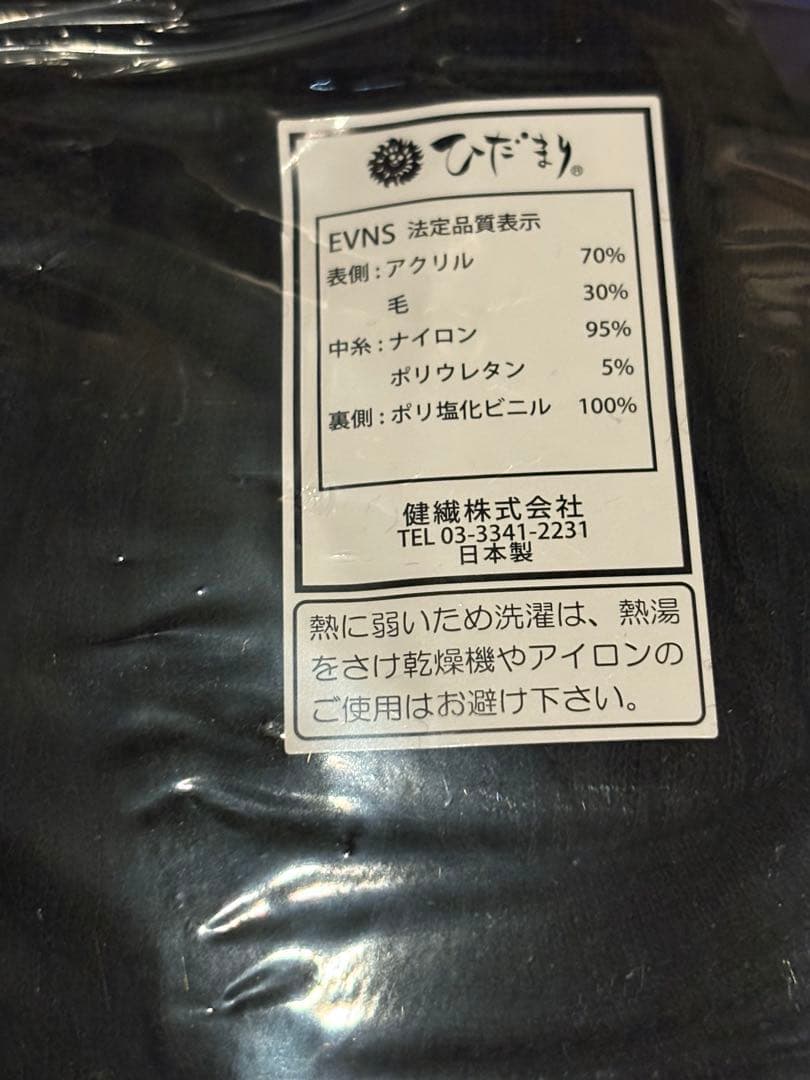 ひだまり®
EVNS 法定品質表示
表側：アクリル 70%
毛 30%
中糸：ナイロン 95%
ポリウレタン 5%
裏側：ポリ塩化ビニル 100%
健繊株式会社
TEL 03-3341-2231
日本製
熱に弱いため洗濯は、熱湯
をさけ乾燥機やアイロンの
ご使用はお避け下さい。